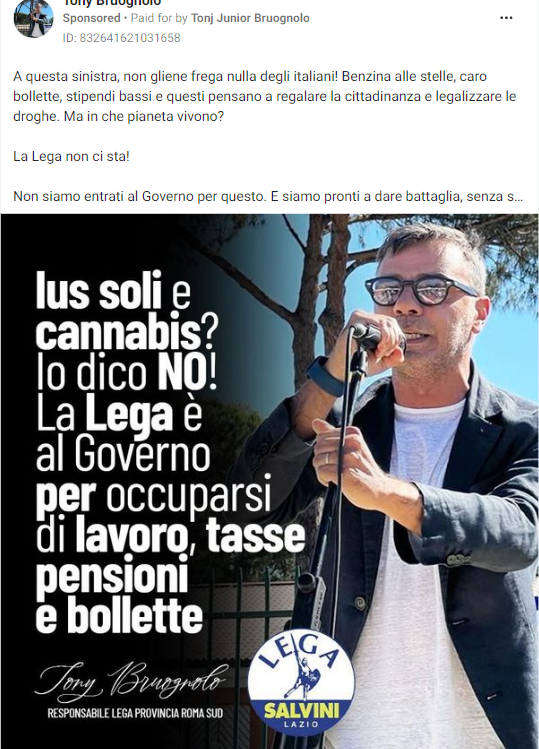 Tony Bruognolo
Sponsored • Paid for by Tonj Junior Bruognolo
ID: 832641621031658
A questa sinistra, non gliene frega nulla degli italiani! Benzina alle stelle, caro
bollette, stipendi bassi e questi pensano a regalare la cittadinanza e legalizzare le
droghe. Ma in che pianeta vivono?
La Lega non ci sta!
Non siamo entrati al Governo per questo. E siamo pronti a dare battaglia, senza s...
Ius soli e
cannabis?
Io dico NO!
La Lega è
al Governo
per occuparsi
di lavoro, tasse
pensioni
e bollette
Tony Bruognolo
RESPONSABILE LEGA PROVINCIA ROMA SUD
LEGA
SALVINI
LAZIO